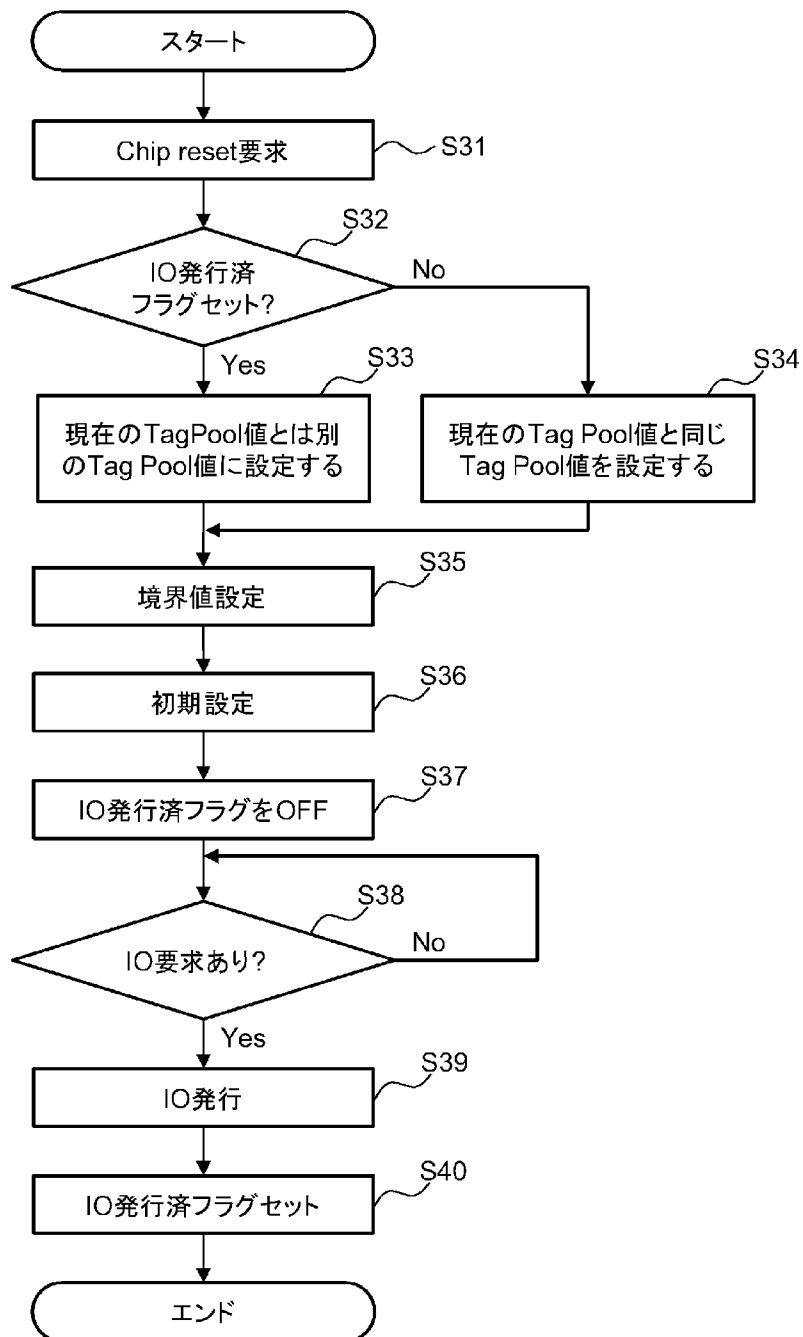 スタート
Chip reset要求
S31
S32
IO発行済
フラグセット?
No
Yes
S33
S34
現在のTagPool値とは別
のTag Pool値に設定する
現在のTag Pool値と同じ
Tag Pool値を設定する
S35
境界値設定
S36
初期設定
S37
IO発行済フラグをOFF
S38
IO要求あり?
No
Yes
S39
IO発行
S40
IO発行済フラグセット
エンド